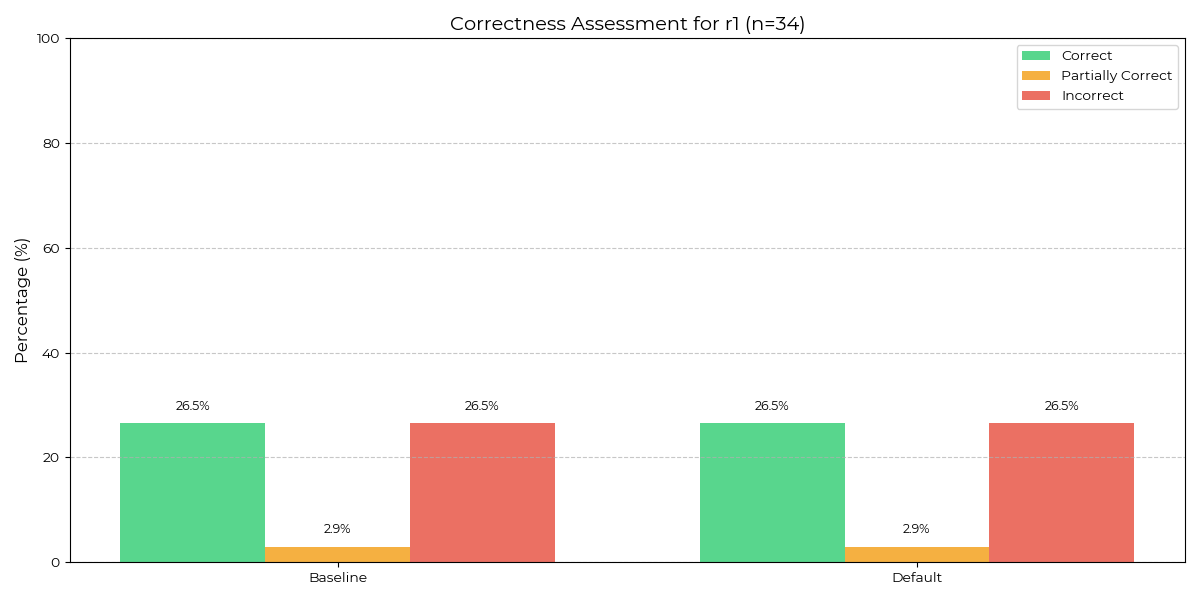 Correctness Assessment for r1 (n=34)
100
80
60
40
20
0
Percentage (%)
Correct
Partially Correct
Incorrect
26.5%
2.9%
26.5%
26.5%
2.9%
26.5%
Baseline
Default